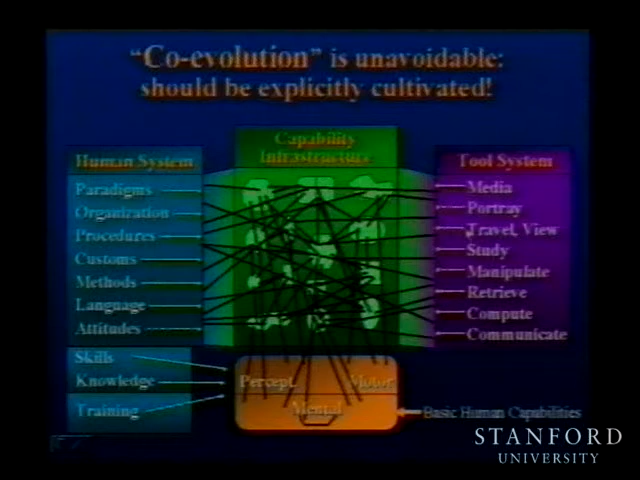 “Co-evolution” is unavoidable:
should be explicitly cultivated!
Capability
Infrastructure
Human System
Tool System
Paradigms
Organization
Procedures
Customs
Methods
Language
Attitudes
Media
Portray
Travel, View
Study
Manipulate
Retrieve
Compute
Communicate
Skills
Knowledge
Training
Percept.
Motor
Mental
Basic Human Capabilities
STANFORD
UNIVERSITY